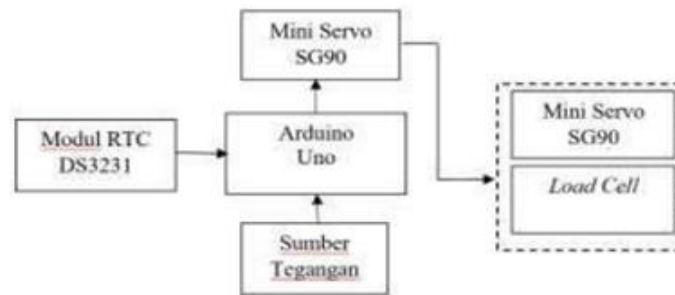 Mini Servo
SG90
Modul RTC
DS3231
Arduino
Uno
Sumber
Tegangan
Mini Servo
SG90
Load Cell